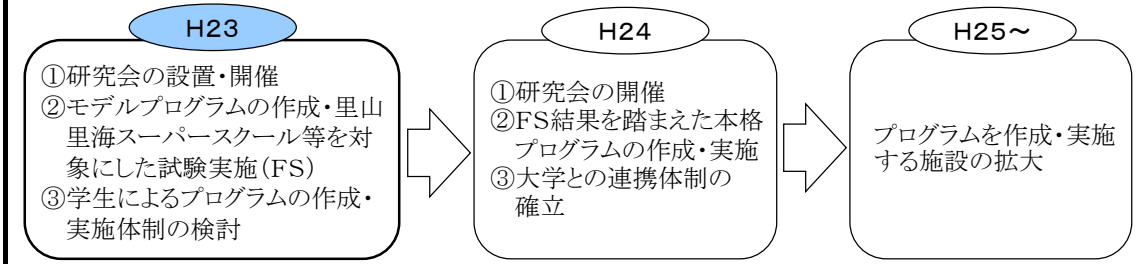 H23
①研究会の設置・開催
②モデルプログラムの作成・里山
里海スーパースクール等を対
象にした試験実施(FS)
③学生によるプログラムの作成・
実施体制の検討
H24
①研究会の開催
②FS結果を踏まえた本格
プログラムの作成・実施
③大学との連携体制の
確立
H25~
プログラムを作成・実施
する施設の拡大